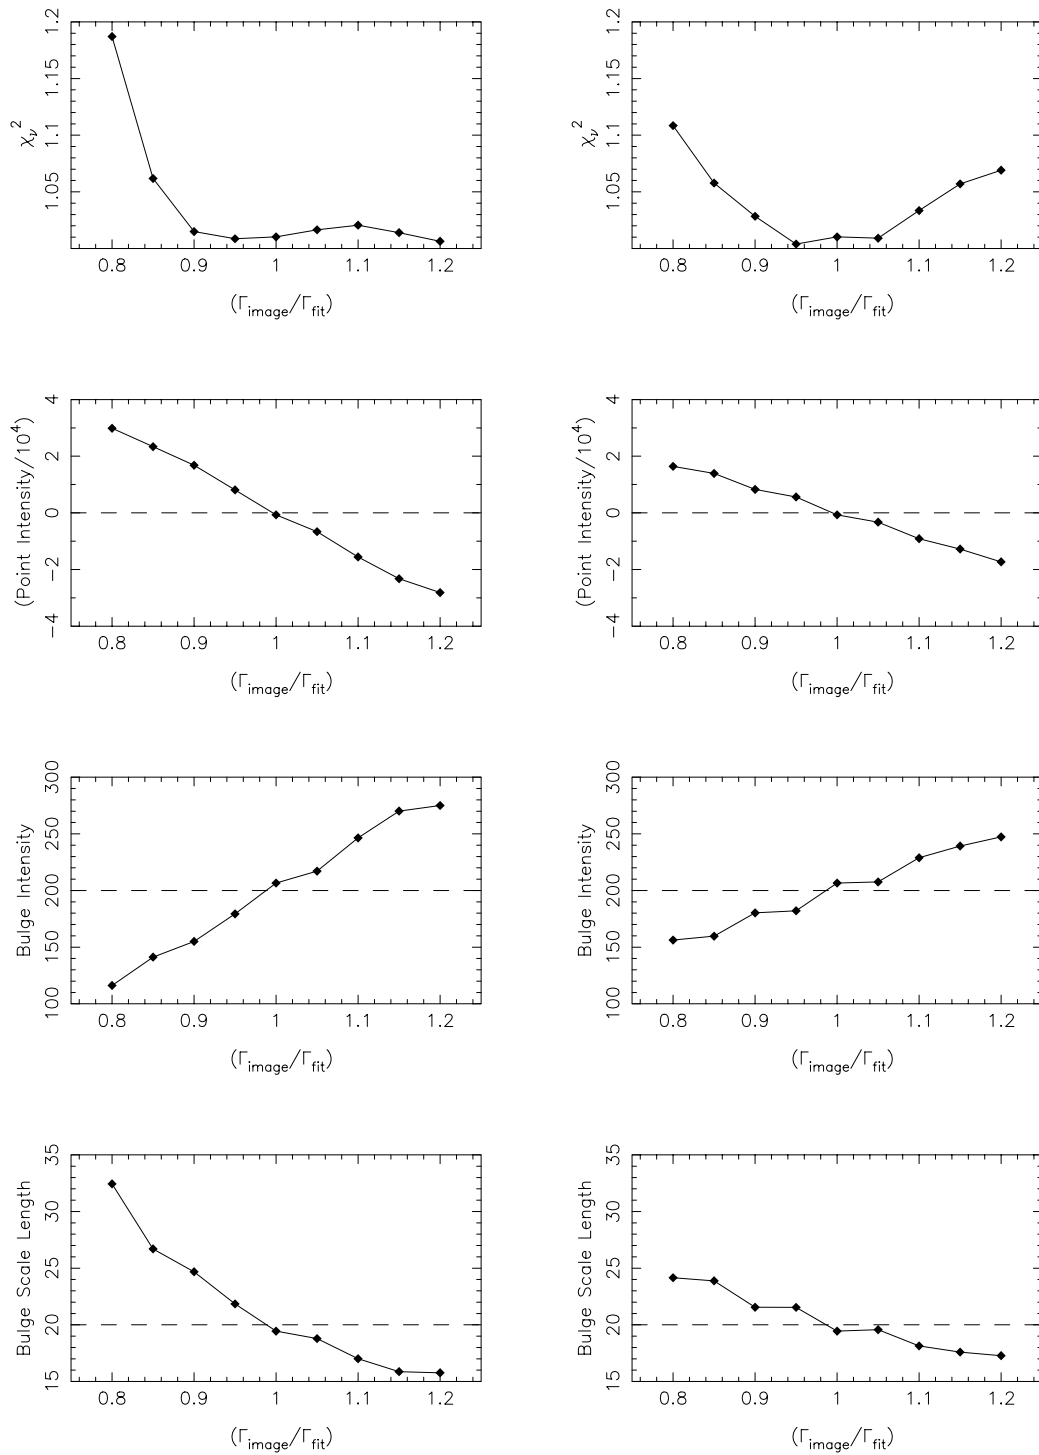 1.2
1.15
1.1
1.05
χν²
0.8 0.9 1 1.1 1.2
(Γimage/Γfit)
1.2
1.15
1.1
1.05
χν²
0.8 0.9 1 1.1 1.2
(Γimage/Γfit)
4
2
0
−2
−4
(Point Intensity/10⁴)
0.8 0.9 1 1.1 1.2
(Γimage/Γfit)
4
2
0
−2
−4
(Point Intensity/10⁴)
0.8 0.9 1 1.1 1.2
(Γimage/Γfit)
300
250
200
150
100
Bulge Intensity
0.8 0.9 1 1.1 1.2
(Γimage/Γfit)
300
250
200
150
100
Bulge Intensity
0.8 0.9 1 1.1 1.2
(Γimage/Γfit)
35
30
25
20
15
Bulge Scale Length
0.8 0.9 1 1.1 1.2
(Γimage/Γfit)
35
30
25
20
15
Bulge Scale Length
0.8 0.9 1 1.1 1.2
(Γimage/Γfit)